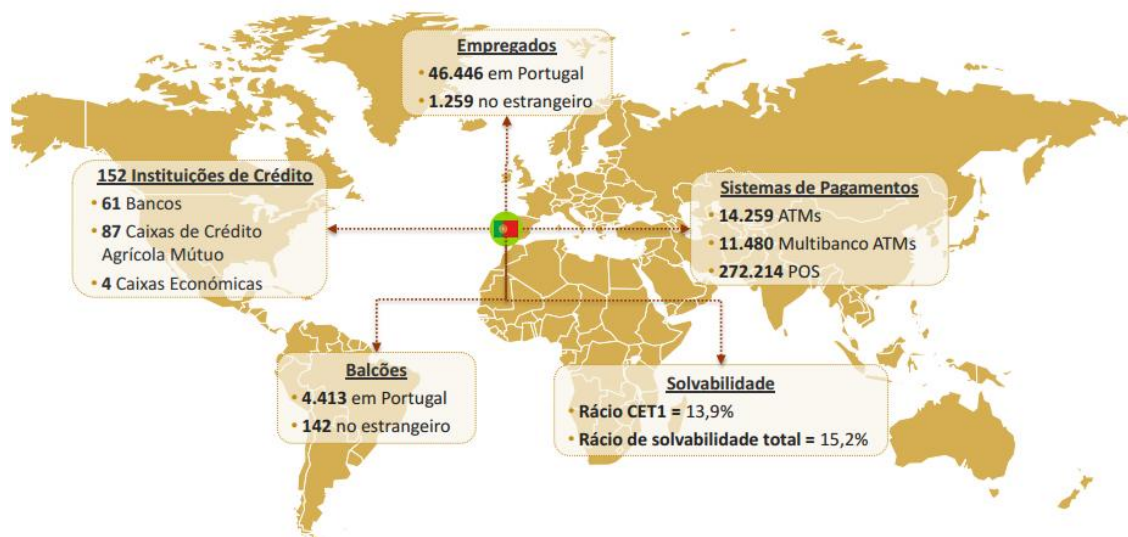 Empregados
• 46.446 em Portugal
• 1.259 no estrangeiro
152 Instituições de Crédito
• 61 Bancos
• 87 Caixas de Crédito
Agrícola Mútuo
• 4 Caixas Económicas
Sistemas de Pagamentos
• 14.259 ATMs
• 11.480 Multibanco ATMs
• 272.214 POS
Balcões
• 4.413 em Portugal
• 142 no estrangeiro
Solvabilidade
• Rácio CET1 = 13,9%
• Rácio de solvabilidade total = 15,2%